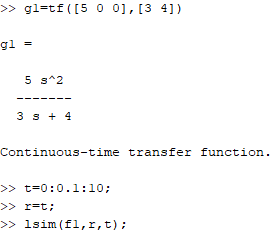 >> g1=tf([5 0 0],[3 4])
g1 =
5 s^2
-------
3 s + 4
Continuous-time transfer function.
>> t=0:0.1:10;
>> r=t;
>> lsim(f1,r,t);